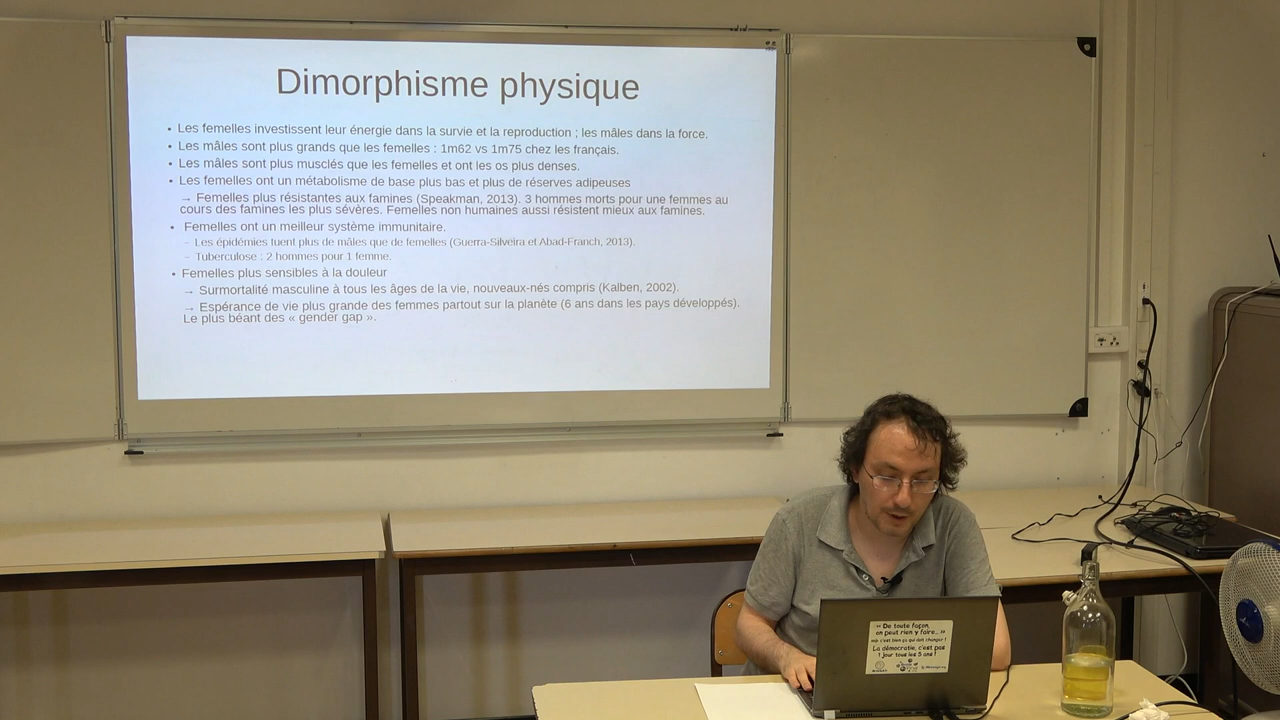 Dimorphisme physique
• Les femelles investissent leur énergie dans la survie et la reproduction ; les mâles dans la force.
• Les mâles sont plus grands que les femelles : 1m62 vs 1m75 chez les français.
• Les mâles sont plus musclés que les femelles et ont les os plus denses.
• Les femelles ont un métabolisme de base plus bas et plus de réserves adipeuses
→ Femelles plus résistantes aux famines (Speakman, 2013). 3 hommes morts pour une femmes au
cours des famines les plus sévères. Femelles non humaines aussi résistent mieux aux famines.
• Femelles ont un meilleur système immunitaire.
– Les épidémies tuent plus de mâles que de femelles (Guerra-Silveira et Abad-Franch, 2013).
– Tuberculose : 2 hommes pour 1 femme.
• Femelles plus sensibles à la douleur
→ Surmortalité masculine à tous les âges de la vie, nouveaux-nés compris (Kalben, 2002).
→ Espérance de vie plus grande des femmes partout sur la planète (6 ans dans les pays développés).
Le plus béant des « gender gap ».
« De toute façon,
on peut rien y faire... »
La démocratie, c'est pas
1 jour tous les 5 ans !